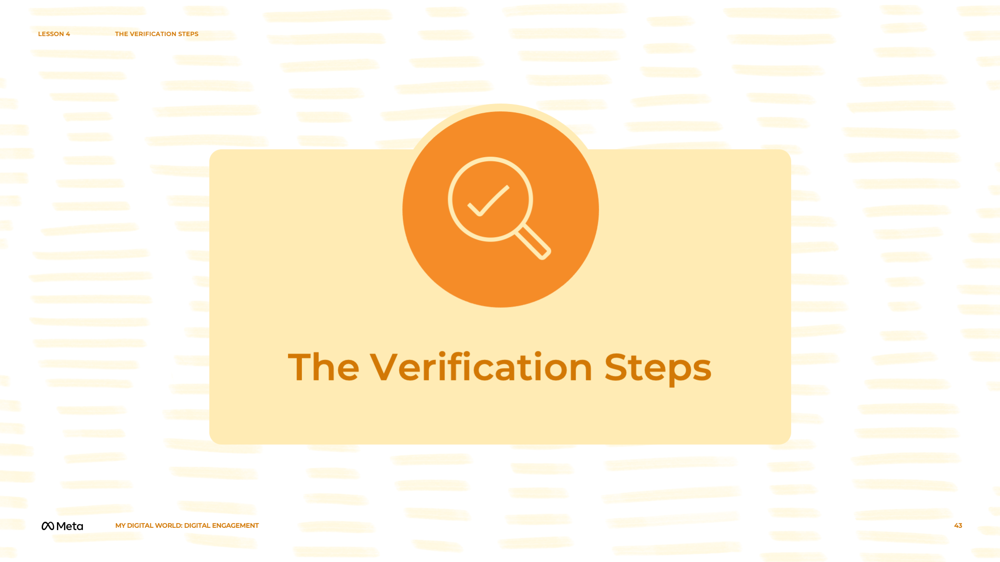 LESSON 4
THE VERIFICATION STEPS
The Verification Steps
Meta
MY DIGITAL WORLD: DIGITAL ENGAGEMENT
43